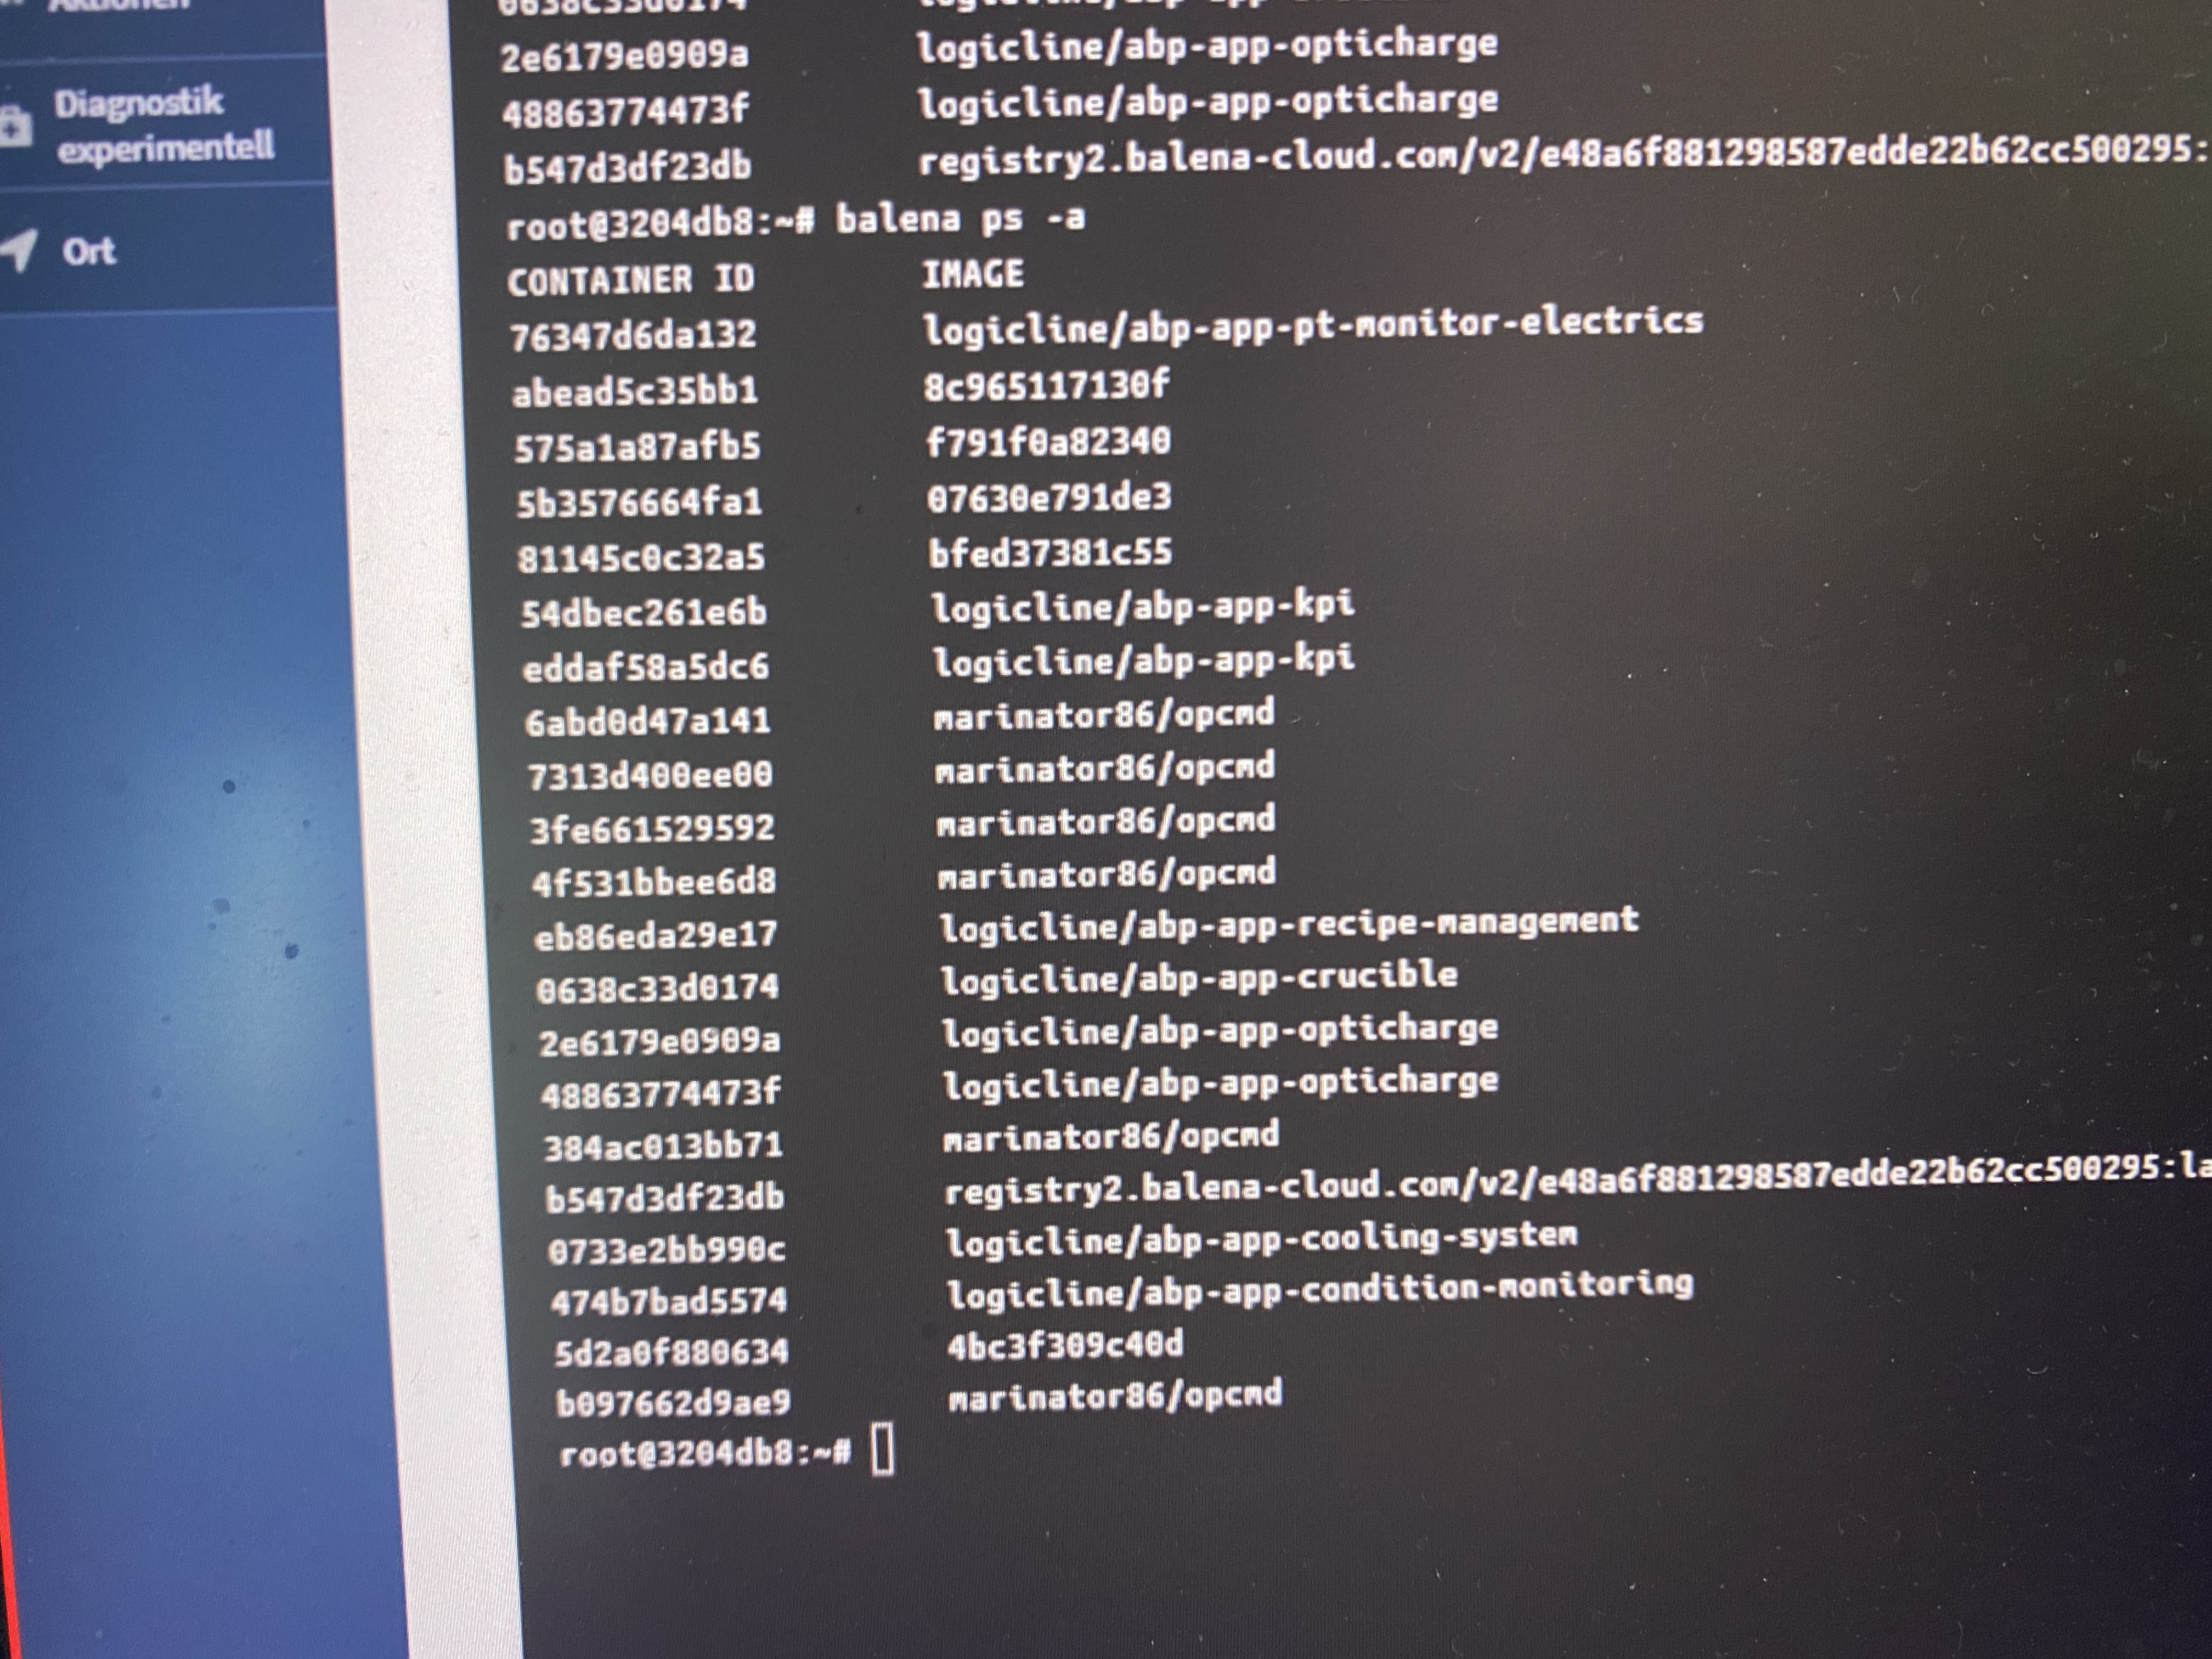 Aktionen
Diagnostik
experimentell
Ort
0638c33d0174
2e6179e0909a logicline/abp-app-opticharge
48863774473f logicline/abp-app-opticharge
b547d3df23db registry2.balena-cloud.com/v2/e48a6f881298587edde22b62cc500295:
root@3204db8:~# balena ps -a
CONTAINER ID IMAGE
76347d6da132 logicline/abp-app-pt-monitor-electrics
abead5c35bb1 8c965117130f
575a1a87afb5 f791f0a82340
5b3576664fa1 07630e791de3
81145c0c32a5 bfed37381c55
54dbec261e6b logicline/abp-app-kpi
eddaf58a5dc6 logicline/abp-app-kpi
6abd0d47a141 marinator86/opcmd
7313d400ee00 marinator86/opcmd
3fe661529592 marinator86/opcmd
4f531bbee6d8 marinator86/opcmd
eb86eda29e17 logicline/abp-app-recipe-management
0638c33d0174 logicline/abp-app-crucible
2e6179e0909a logicline/abp-app-opticharge
48863774473f logicline/abp-app-opticharge
384ac013bb71 marinator86/opcmd
b547d3df23db registry2.balena-cloud.com/v2/e48a6f881298587edde22b62cc500295:la
0733e2bb990c logicline/abp-app-cooling-system
474b7bad5574 logicline/abp-app-condition-monitoring
5d2a0f880634 4bc3f309c40d
b097662d9ae9 marinator86/opcmd
root@3204db8:~#